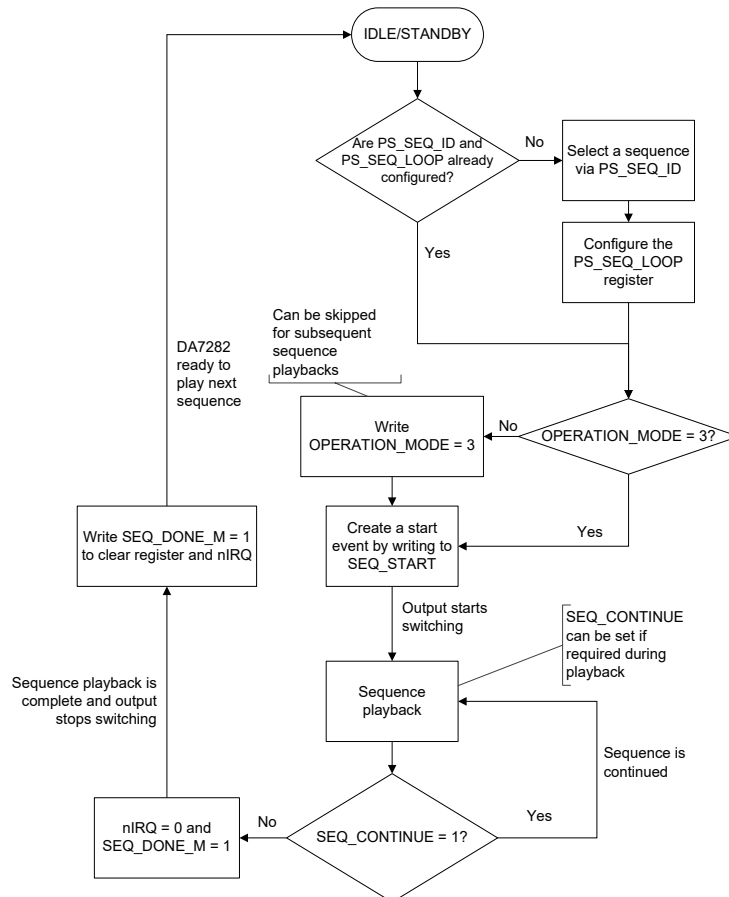 IDLE/STANDBY
Are PS_SEQ_ID and
PS_SEQ_LOOP already
configured?
No
Select a sequence
via PS_SEQ_ID
Yes
Configure the
PS_SEQ_LOOP
register
Can be skipped
for subsequent
sequence
playbacks
DA7282
ready to
play next
sequence
Write
OPERATION_MODE = 3
No
OPERATION_MODE = 3?
Write SEQ_DONE_M = 1
to clear register and nIRQ
Create a start
event by writing to
SEQ_START
Yes
Output starts
switching
SEQ_CONTINUE
can be set if
required during
playback
Sequence playback is
complete and output
stops switching
Sequence
playback
Sequence is
continued
nIRQ = 0 and
SEQ_DONE_M = 1
No
SEQ_CONTINUE = 1?
Yes